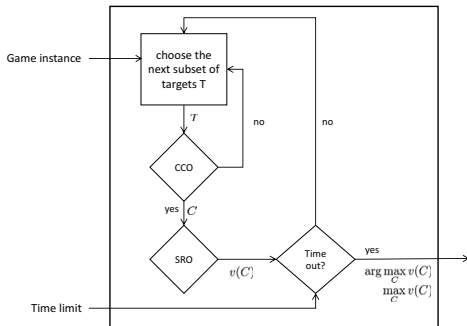 Game instance
choose the
next subset of
targets T
T
no
no
CCO
yes
C
SRO
v(C)
Time
out?
yes
arg max v(C)
C
max v(C)
C
Time limit